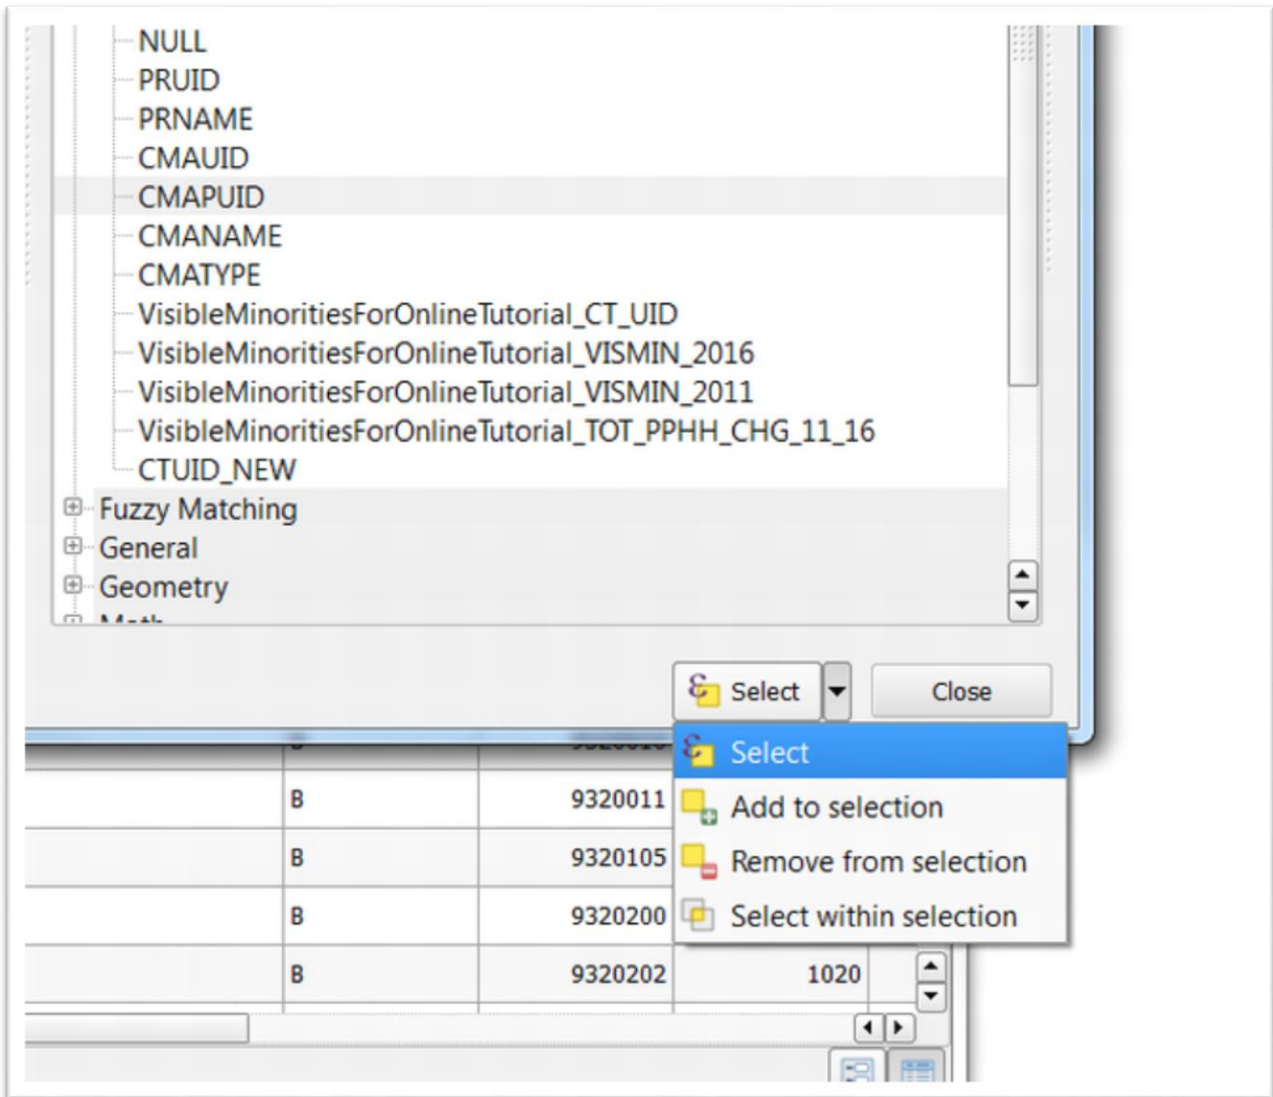 NULL
PRUID
PRNAME
CMAUID
CMAPUID
CMANAME
CMATYPE
VisibleMinoritiesForOnlineTutorial_CT_UID
VisibleMinoritiesForOnlineTutorial_VISMIN_2016
VisibleMinoritiesForOnlineTutorial_VISMIN_2011
VisibleMinoritiesForOnlineTutorial_TOT_PPHH_CHG_11_16
CTUID_NEW
Fuzzy Matching
General
Geometry
Math
Select Close
Select
B 9320011
Add to selection
B 9320105
Remove from selection
B 9320200
Select within selection
B 9320202 1020